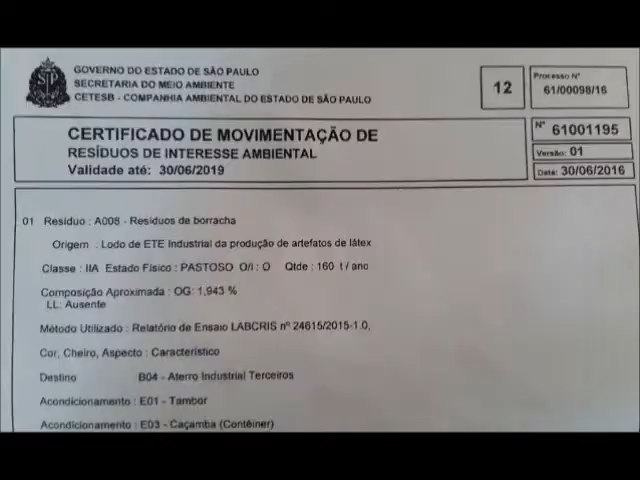 GOVERNO DO ESTADO DE SÃO PAULO
SECRETARIA DO MEIO AMBIENTE
CETESB - COMPANHIA AMBIENTAL DO ESTADO DE SÃO PAULO
12
Processo N°
61/00098/16
CERTIFICADO DE MOVIMENTAÇÃO DE
RESÍDUOS DE INTERESSE AMBIENTAL
Validade até: 30/06/2019
N° 61001195
Versão: 01
Data: 30/06/2016
01 Resíduo : A008 - Resíduos de borracha
Origem : Lodo de ETE Industrial da produção de artefatos de látex
Classe : IIA Estado Físico : PASTOSO O/I : O Qtde : 160 t / ano
Composição Aproximada : OG: 1,943 %
LL: Ausente
Método Utilizado : Relatório de Ensaio LABCRIS nº 24615/2015-1.0,
Cor, Cheiro, Aspecto : Característico
Destino B04 - Aterro Industrial Terceiros
Acondicionamento : E01 - Tambor
Acondicionamento : E03 - Caçamba (Contêiner)